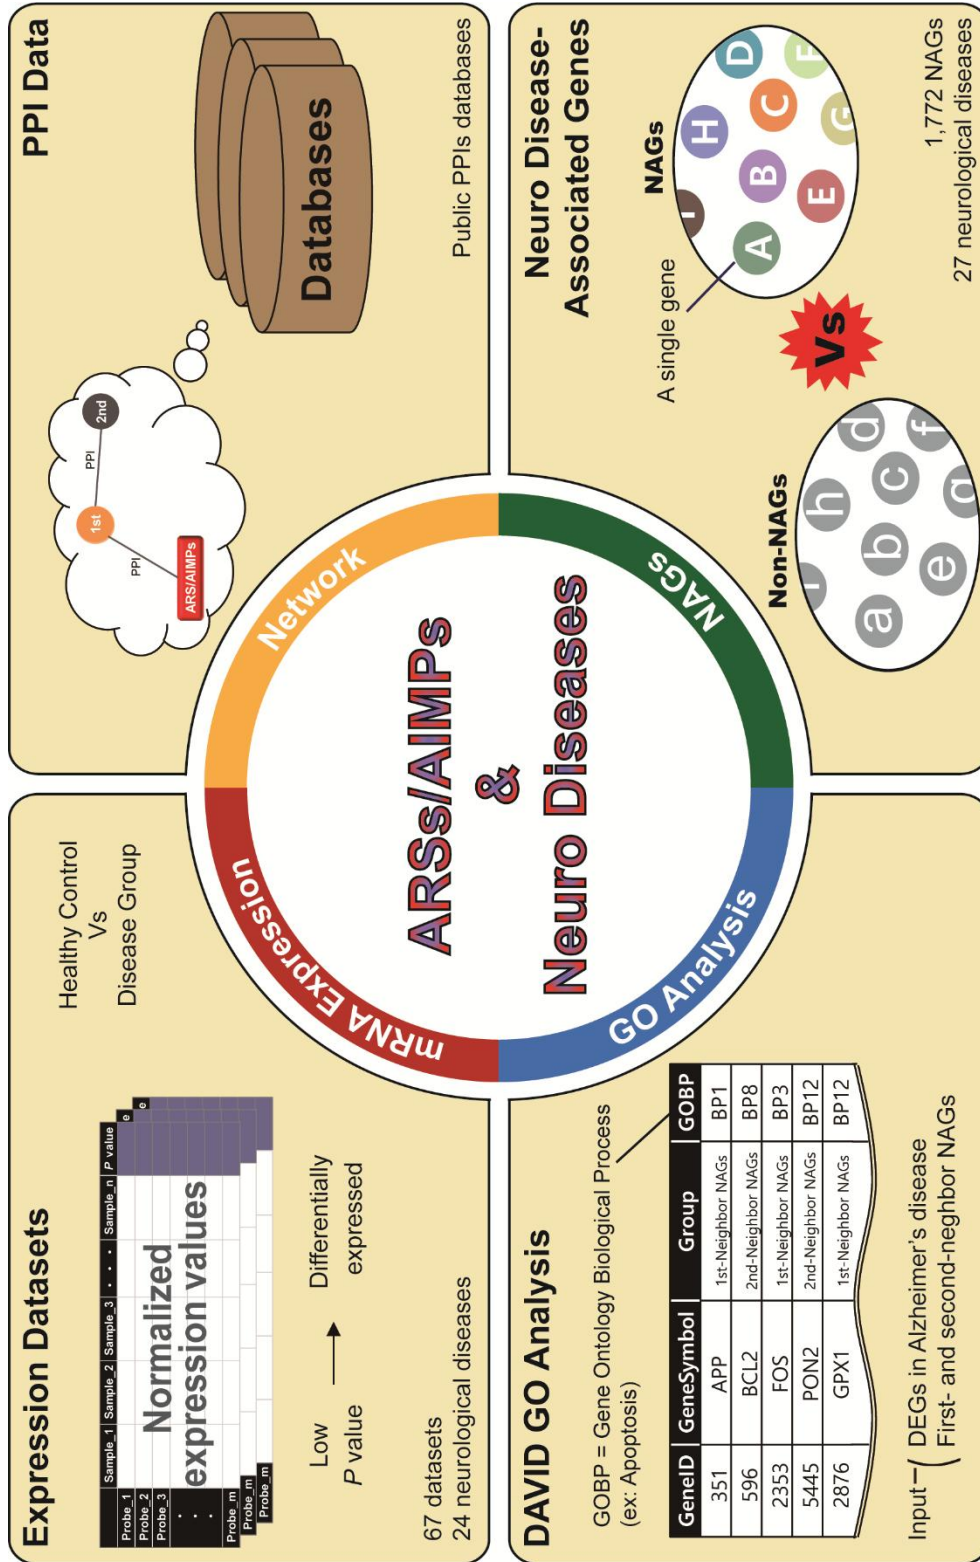 Expression Datasets
Sample_1
Sample_2
Sample_3
. . .
Sample_n
P value
e
e
Probe_1
Probe_2
Probe_3
.
.
Probe_m
Probe_m
Probe_m
Normalized
expression values
Healthy Control
Vs
Disease Group
Low
P value
Differentially
expressed
67 datasets
24 neurological diseases
PPI Data
ARS/AIMPs
PPI
1st
PPI
2nd
Databases
Public PPIs databases
mRNA Expression
Network
ARSs/AIMPs
&
Neuro Diseases
GO Analysis
NAGs
DAVID GO Analysis
GOBP = Gene Ontology Biological Process
(ex: Apoptosis)
GeneID GeneSymbol Group GOBP
351 APP 1st-Neighbor NAGs BP1
596 BCL2 2nd-Neighbor NAGs BP8
2353 FOS 1st-Neighbor NAGs BP3
5445 PON2 2nd-Neighbor NAGs BP12
2876 GPX1 1st-Neighbor NAGs BP12
Input
DEGs in Alzheimer's disease
First- and second-neghbor NAGs
Neuro Disease-
Associated Genes
A single gene
Non-NAGs
a
b
c
d
e
f
g
h
Vs
NAGs
A
B
C
D
E
F
G
H
1,772 NAGs
27 neurological diseases